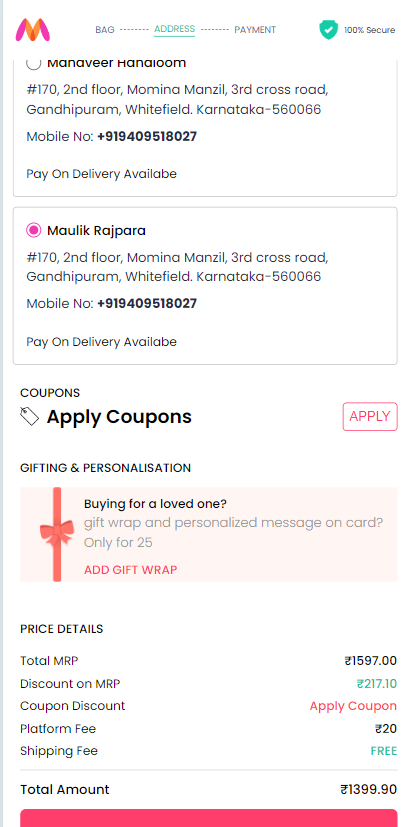 BAG -------- ADDRESS -------- PAYMENT 100% Secure
Mahaveer Handloom
#170, 2nd floor, Momina Manzil, 3rd cross road,
Gandhipuram, Whitefield. Karnataka-560066
Mobile No: +919409518027
Pay On Delivery Availabe
Maulik Rajpara
#170, 2nd floor, Momina Manzil, 3rd cross road,
Gandhipuram, Whitefield. Karnataka-560066
Mobile No: +919409518027
Pay On Delivery Availabe
COUPONS
Apply Coupons APPLY
GIFTING & PERSONALISATION
Buying for a loved one?
gift wrap and personalized message on card?
Only for 25
ADD GIFT WRAP
PRICE DETAILS
Total MRP ₹1597.00
Discount on MRP ₹217.10
Coupon Discount Apply Coupon
Platform Fee ₹20
Shipping Fee FREE
Total Amount ₹1399.90